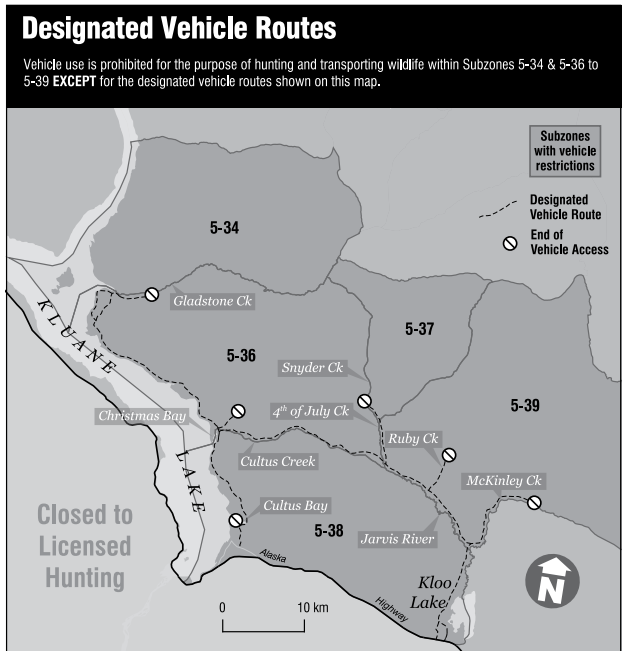 Designated Vehicle Routes
Vehicle use is prohibited for the purpose of hunting and transporting wildlife within Subzones 5-34 & 5-36 to
5-39 EXCEPT for the designated vehicle routes shown on this map.
Subzones
with vehicle
restrictions
Designated
Vehicle Route
End of
Vehicle Access
5-34
Gladstone Ck
KLUANE
LAKE
5-36
5-37
Snyder Ck
5-39
4th of July Ck
Christmas Bay
Ruby Ck
Cultus Creek
McKinley Ck
Cultus Bay
5-38
Jarvis River
Closed to
Licensed
Hunting
Alaska
Highway
Kloo
Lake
N
0 10 km